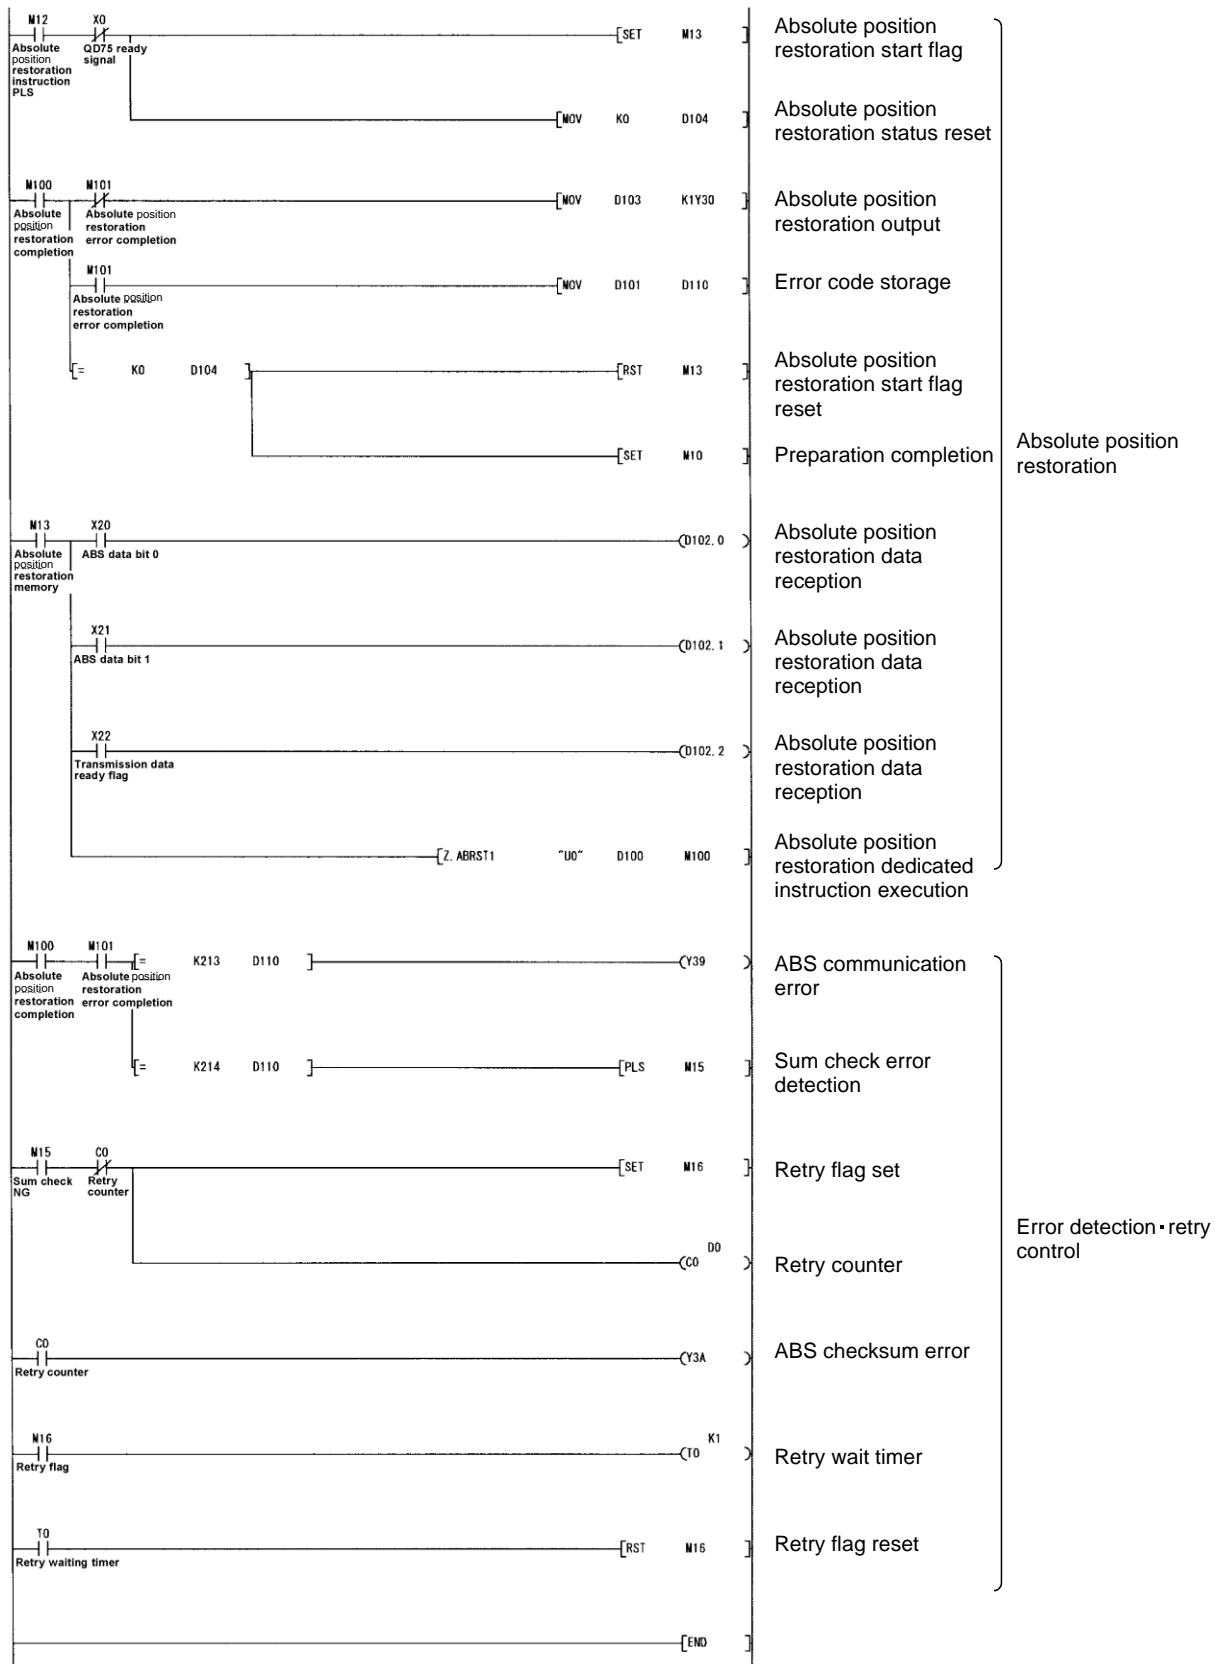 M12 X0
[SET M13 ]
Absolute position
restoration start flag
Absolute
position
restoration
instruction
PLS
QD75 ready
signal
[MOV K0 D104 ]
Absolute position
restoration status reset
M100 M101
[MOV D103 K1Y30 ]
Absolute position
restoration output
Absolute
position
restoration
completion
Absolute position
restoration
error completion
M101
[MOV D101 D110 ]
Error code storage
Absolute position
restoration
error completion
[= K0 D104 ]
[RST M13 ]
Absolute position
restoration start flag
reset
[SET M10 ]
Preparation completion
Absolute position
restoration
M13 X20
(D102.0 )
Absolute position
restoration data
reception
Absolute
position
restoration
memory
ABS data bit 0
X21
(D102.1 )
Absolute position
restoration data
reception
ABS data bit 1
X22
(D102.2 )
Absolute position
restoration data
reception
Transmission data
ready flag
[Z.ABRST1 "U0" D100 M100 ]
Absolute position
restoration dedicated
instruction execution
M100 M101
[= K213 D110 ]
(Y39 )
ABS communication
error
Absolute
position
restoration
completion
Absolute position
restoration
error completion
[= K214 D110 ]
[PLS M15 ]
Sum check error
detection
M15 C0
[SET M16 ]
Retry flag set
Sum check
NG
Retry
counter
D0
(C0 )
Retry counter
Error detection・retry
control
C0
(Y3A )
ABS checksum error
Retry counter
M16
K1
(T0 )
Retry wait timer
Retry flag
T0
[RST M16 ]
Retry flag reset
Retry waiting timer
[END ]